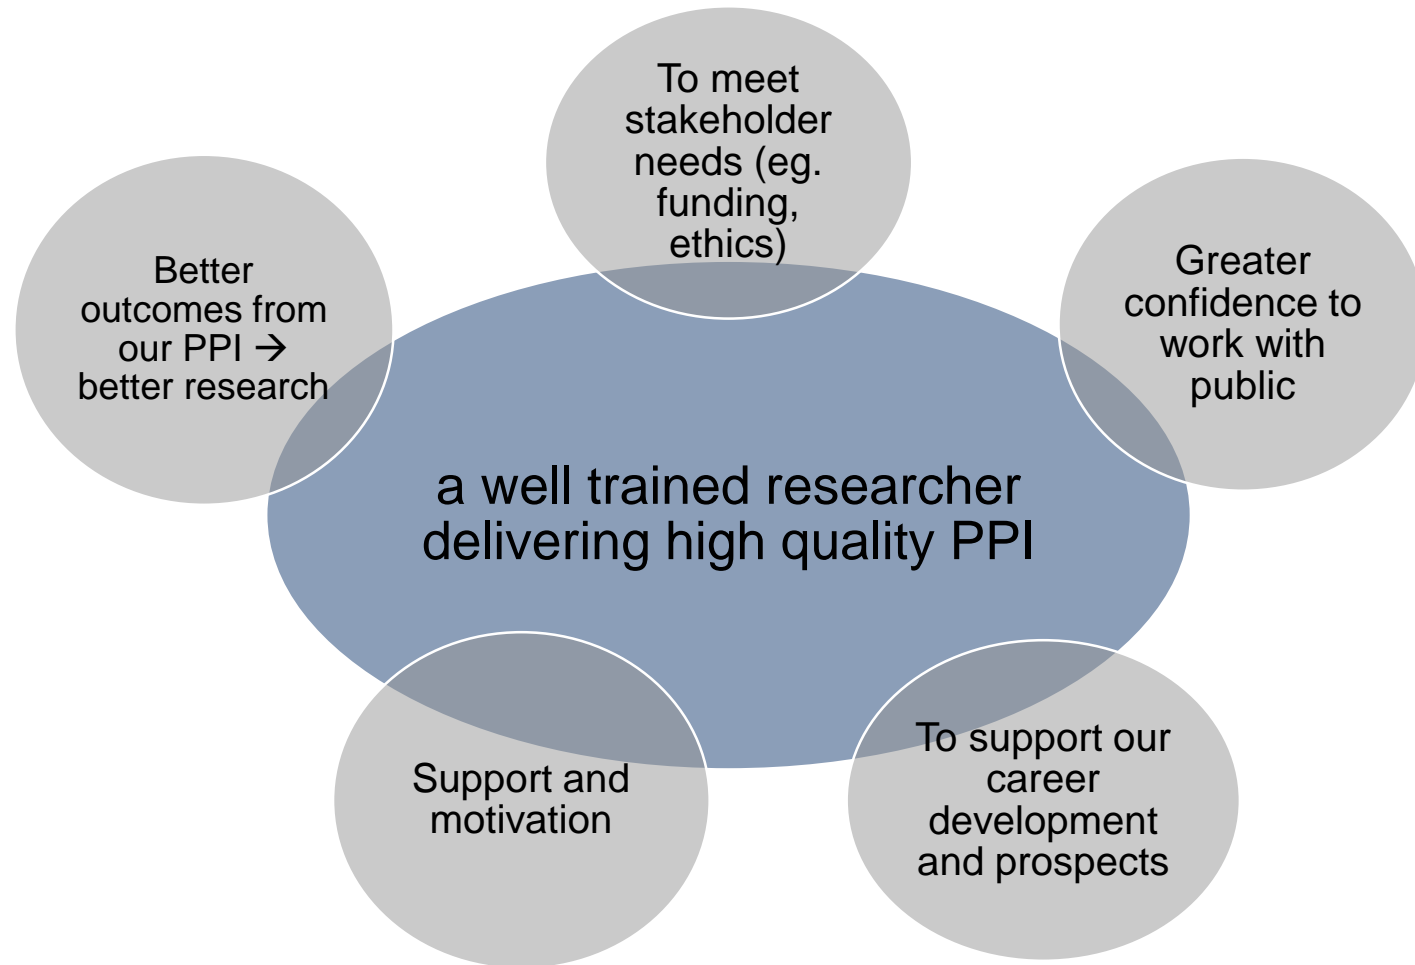 To meet
stakeholder
needs (eg.
funding,
ethics)
Better
outcomes from
our PPI →
better research
Greater
confidence to
work with
public
a well trained researcher
delivering high quality PPI
Support and
motivation
To support our
career
development
and prospects